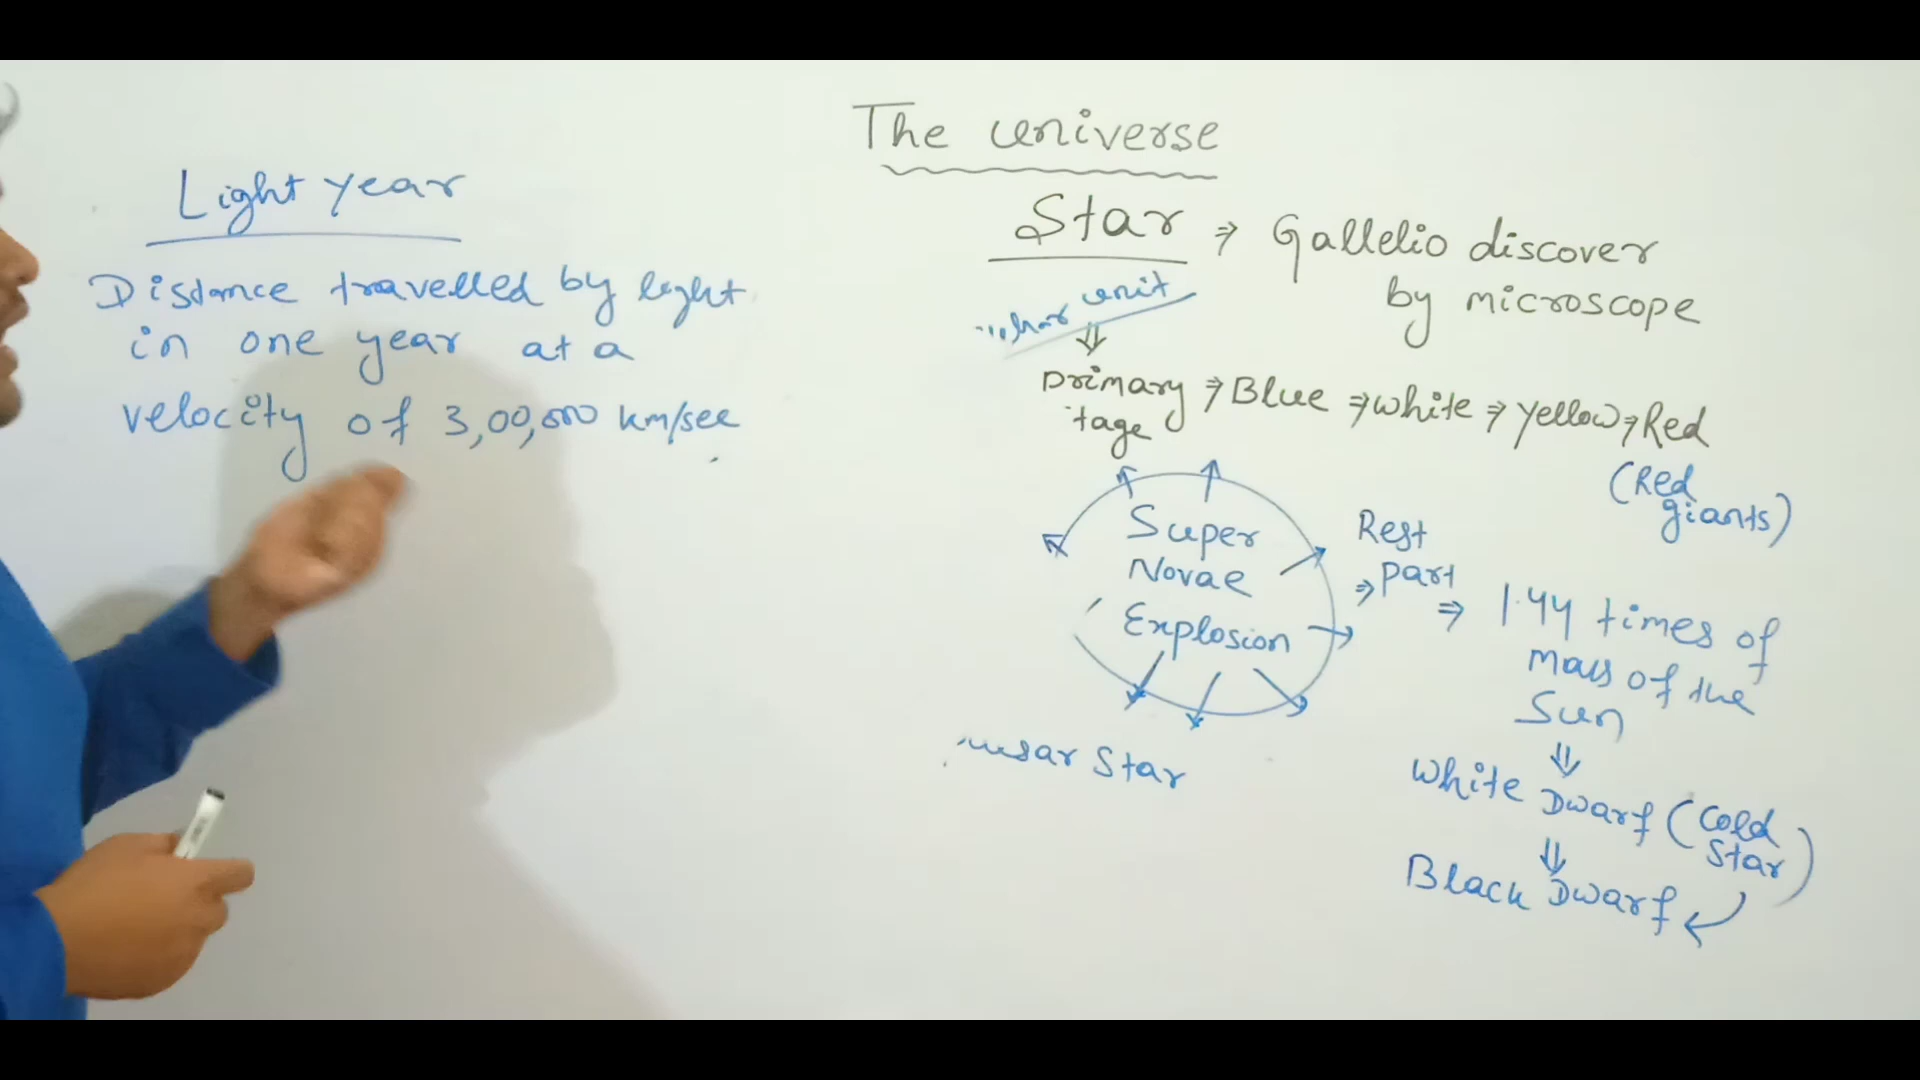 The universe
Light year
Distance travelled by light
in one year at a
velocity of 3,00,000 km/sec
Star ⇒ Gallelio discover
by microscope
unit
⇓
Primary ⇒ Blue ⇒ white ⇒ yellow ⇒ Red
tage
(Red
giants)
Super
Novae
Explosion
Rest
⇒ Part ⇒ 1.44 times of
mass of the
Sun
⇓
White Dwarf (Cold
Star)
⇓
Black Dwarf
Star